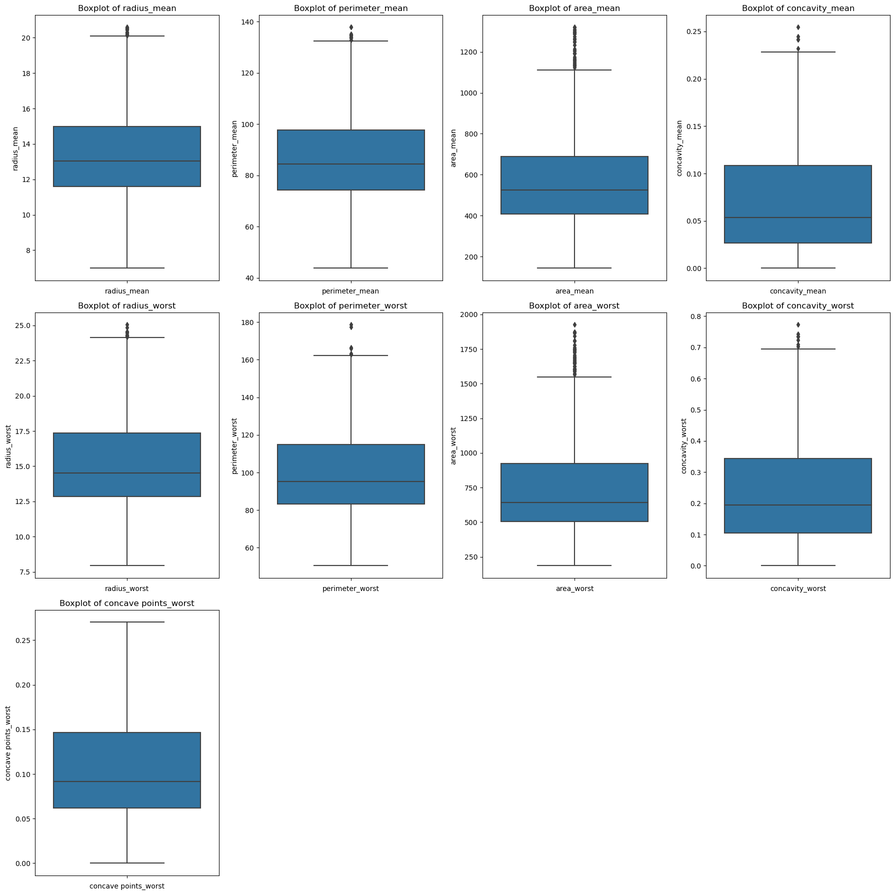 Boxplot of radius_mean
20
18
16
14
12
10
8
radius_mean
radius_mean
Boxplot of perimeter_mean
140
120
100
80
60
40
perimeter_mean
perimeter_mean
Boxplot of area_mean
1200
1000
800
600
400
200
area_mean
area_mean
Boxplot of concavity_mean
0.25
0.20
0.15
0.10
0.05
0.00
concavity_mean
concavity_mean
Boxplot of radius_worst
25.0
22.5
20.0
17.5
15.0
12.5
10.0
7.5
radius_worst
radius_worst
Boxplot of perimeter_worst
180
160
140
120
100
80
60
perimeter_worst
perimeter_worst
Boxplot of area_worst
2000
1750
1500
1250
1000
750
500
250
area_worst
area_worst
Boxplot of concavity_worst
0.8
0.7
0.6
0.5
0.4
0.3
0.2
0.1
0.0
concavity_worst
concavity_worst
Boxplot of concave points_worst
0.25
0.20
0.15
0.10
0.05
0.00
concave points_worst
concave points_worst